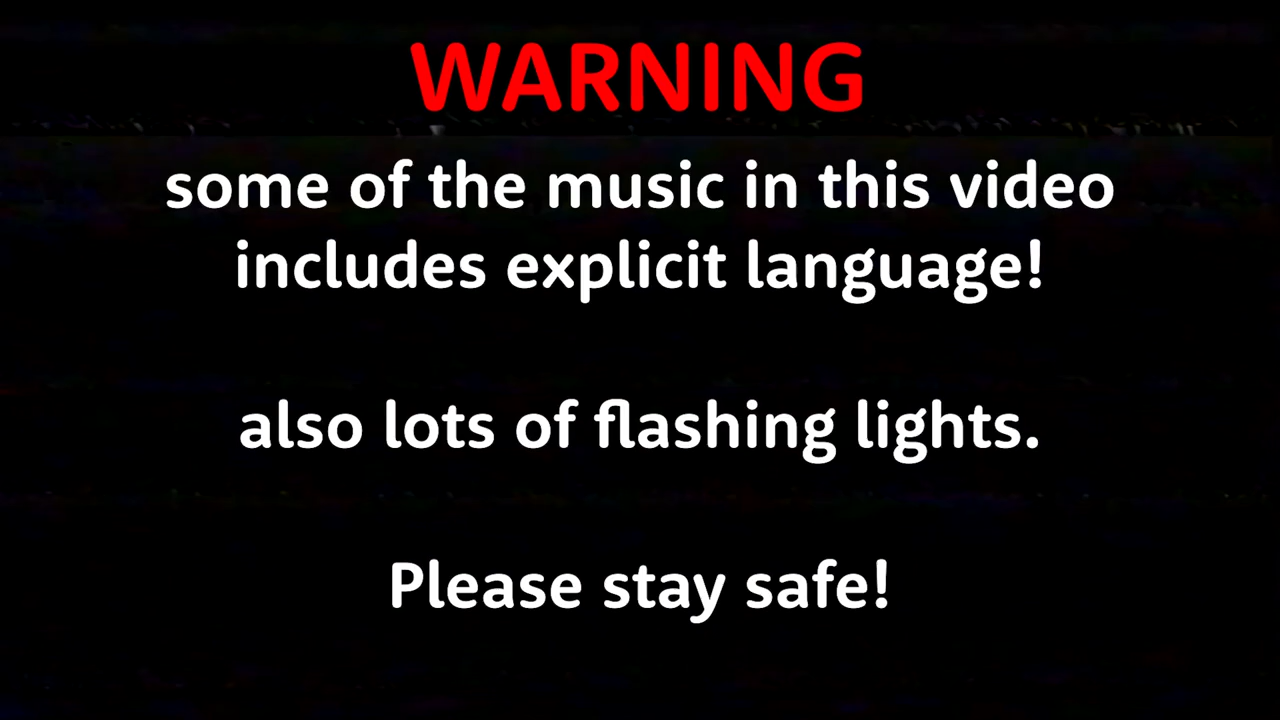 WARNING
some of the music in this video
includes explicit language!
also lots of flashing lights.
Please stay safe!